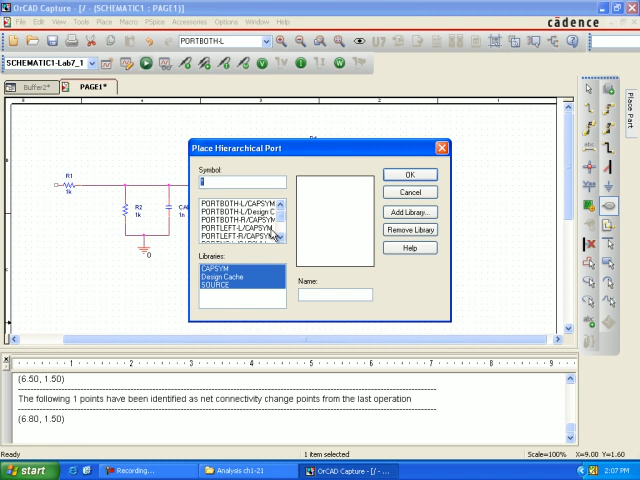 OrCAD Capture - [/ - (SCHEMATIC1 : PAGE1)]
File Edit View Tools Place Macro PSpice Accessories Options Window Help
cādence
PORTBOTH-L
SCHEMATIC1-Lab7_1
Buffer2*
PAGE1*
Place Part
R1
1k
R2
1k
1n
0
Place Hierarchical Port
Symbol:
PORTBOTH-L/CAPSYM
PORTBOTH-L/Design C
PORTBOTH-R/CAPSYM
PORTLEFT-L/CAPSYM
PORTLEFT-R/CAPSYM
Libraries:
CAPSYM
Design Cache
SOURCE
Name:
OK
Cancel
Add Library...
Remove Library
Help
(6.50, 1.50)
The following 1 points have been identified as net connectivity change points from the last operation
(6.80, 1.50)
Ready
1 item selected
Scale=100%
X=9.00 Y=1.60
start
Recording...
Analysis ch1-21
OrCAD Capture - [/ - ...
2:07 PM